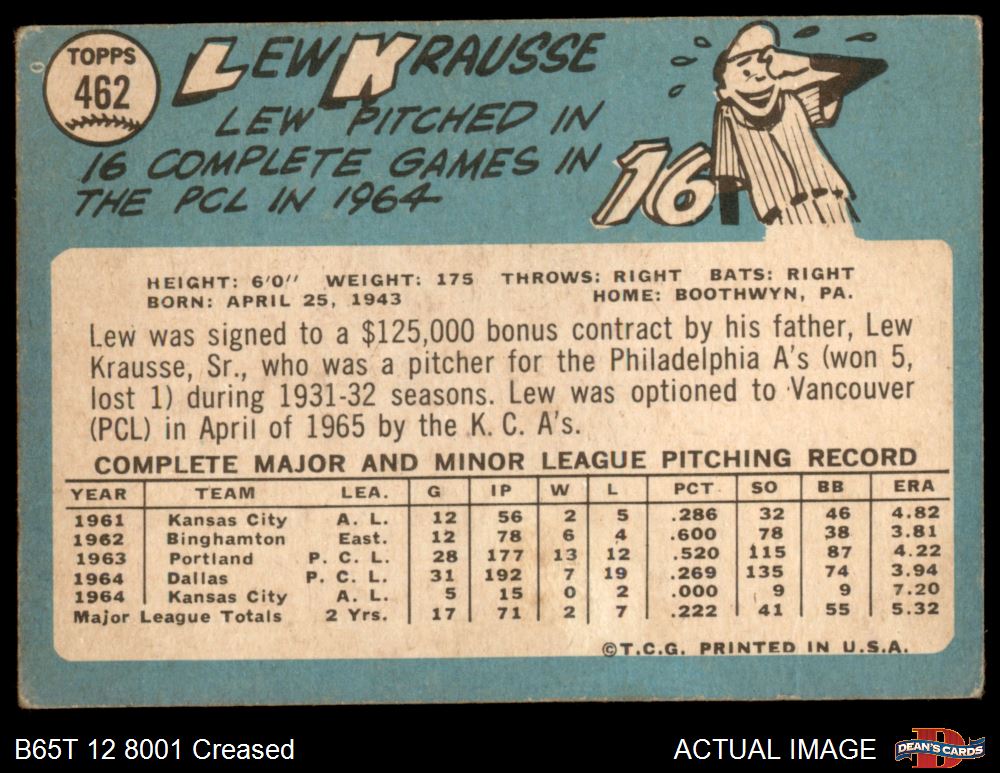 TOPPS
462
LEW KRAUSSE
LEW PITCHED IN
16 COMPLETE GAMES IN
THE PCL IN 1964
16
HEIGHT: 6'0" WEIGHT: 175 THROWS: RIGHT BATS: RIGHT
BORN: APRIL 25, 1943 HOME: BOOTHWYN, PA.
Lew was signed to a $125,000 bonus contract by his father, Lew
Krausse, Sr., who was a pitcher for the Philadelphia A's (won 5,
lost 1) during 1931-32 seasons. Lew was optioned to Vancouver
(PCL) in April of 1965 by the K. C. A's.
COMPLETE MAJOR AND MINOR LEAGUE PITCHING RECORD
YEAR TEAM LEA. G IP W L PCT. SO BB ERA
1961 Kansas City A. L. 12 56 2 5 .286 32 46 4.82
1962 Binghamton East. 12 78 6 4 .600 78 38 3.81
1963 Portland P. C. L. 28 177 13 12 .520 115 87 4.22
1964 Dallas P. C. L. 31 192 7 19 .269 135 74 3.94
1964 Kansas City A. L. 5 15 0 2 .000 9 9 7.20
Major League Totals 2 Yrs. 17 71 2 7 .222 41 55 5.32
©T.C.G. PRINTED IN U.S.A.
B65T 12 8001 Creased ACTUAL IMAGE DEAN'S CARDS